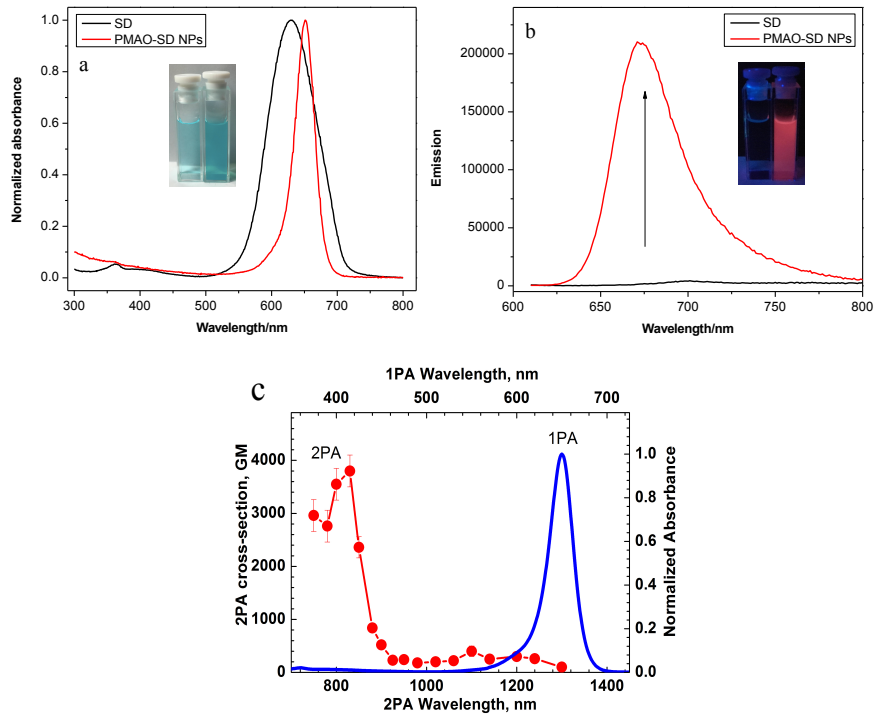 SD
PMAO-SD NPs
a
Normalized absorbance
1.0
0.8
0.6
0.4
0.2
0.0
300 400 500 600 700 800
Wavelength/nm
SD
PMAO-SD NPs
b
Emission
200000
150000
100000
50000
0
600 650 700 750 800
Wavelength/nm
c
1PA Wavelength, nm
400 500 600 700
2PA
1PA
2PA cross-section, GM
4000
3000
2000
1000
0
1.0
0.8
0.6
0.4
0.2
0.0
Normalized Absorbance
800 1000 1200 1400
2PA Wavelength, nm